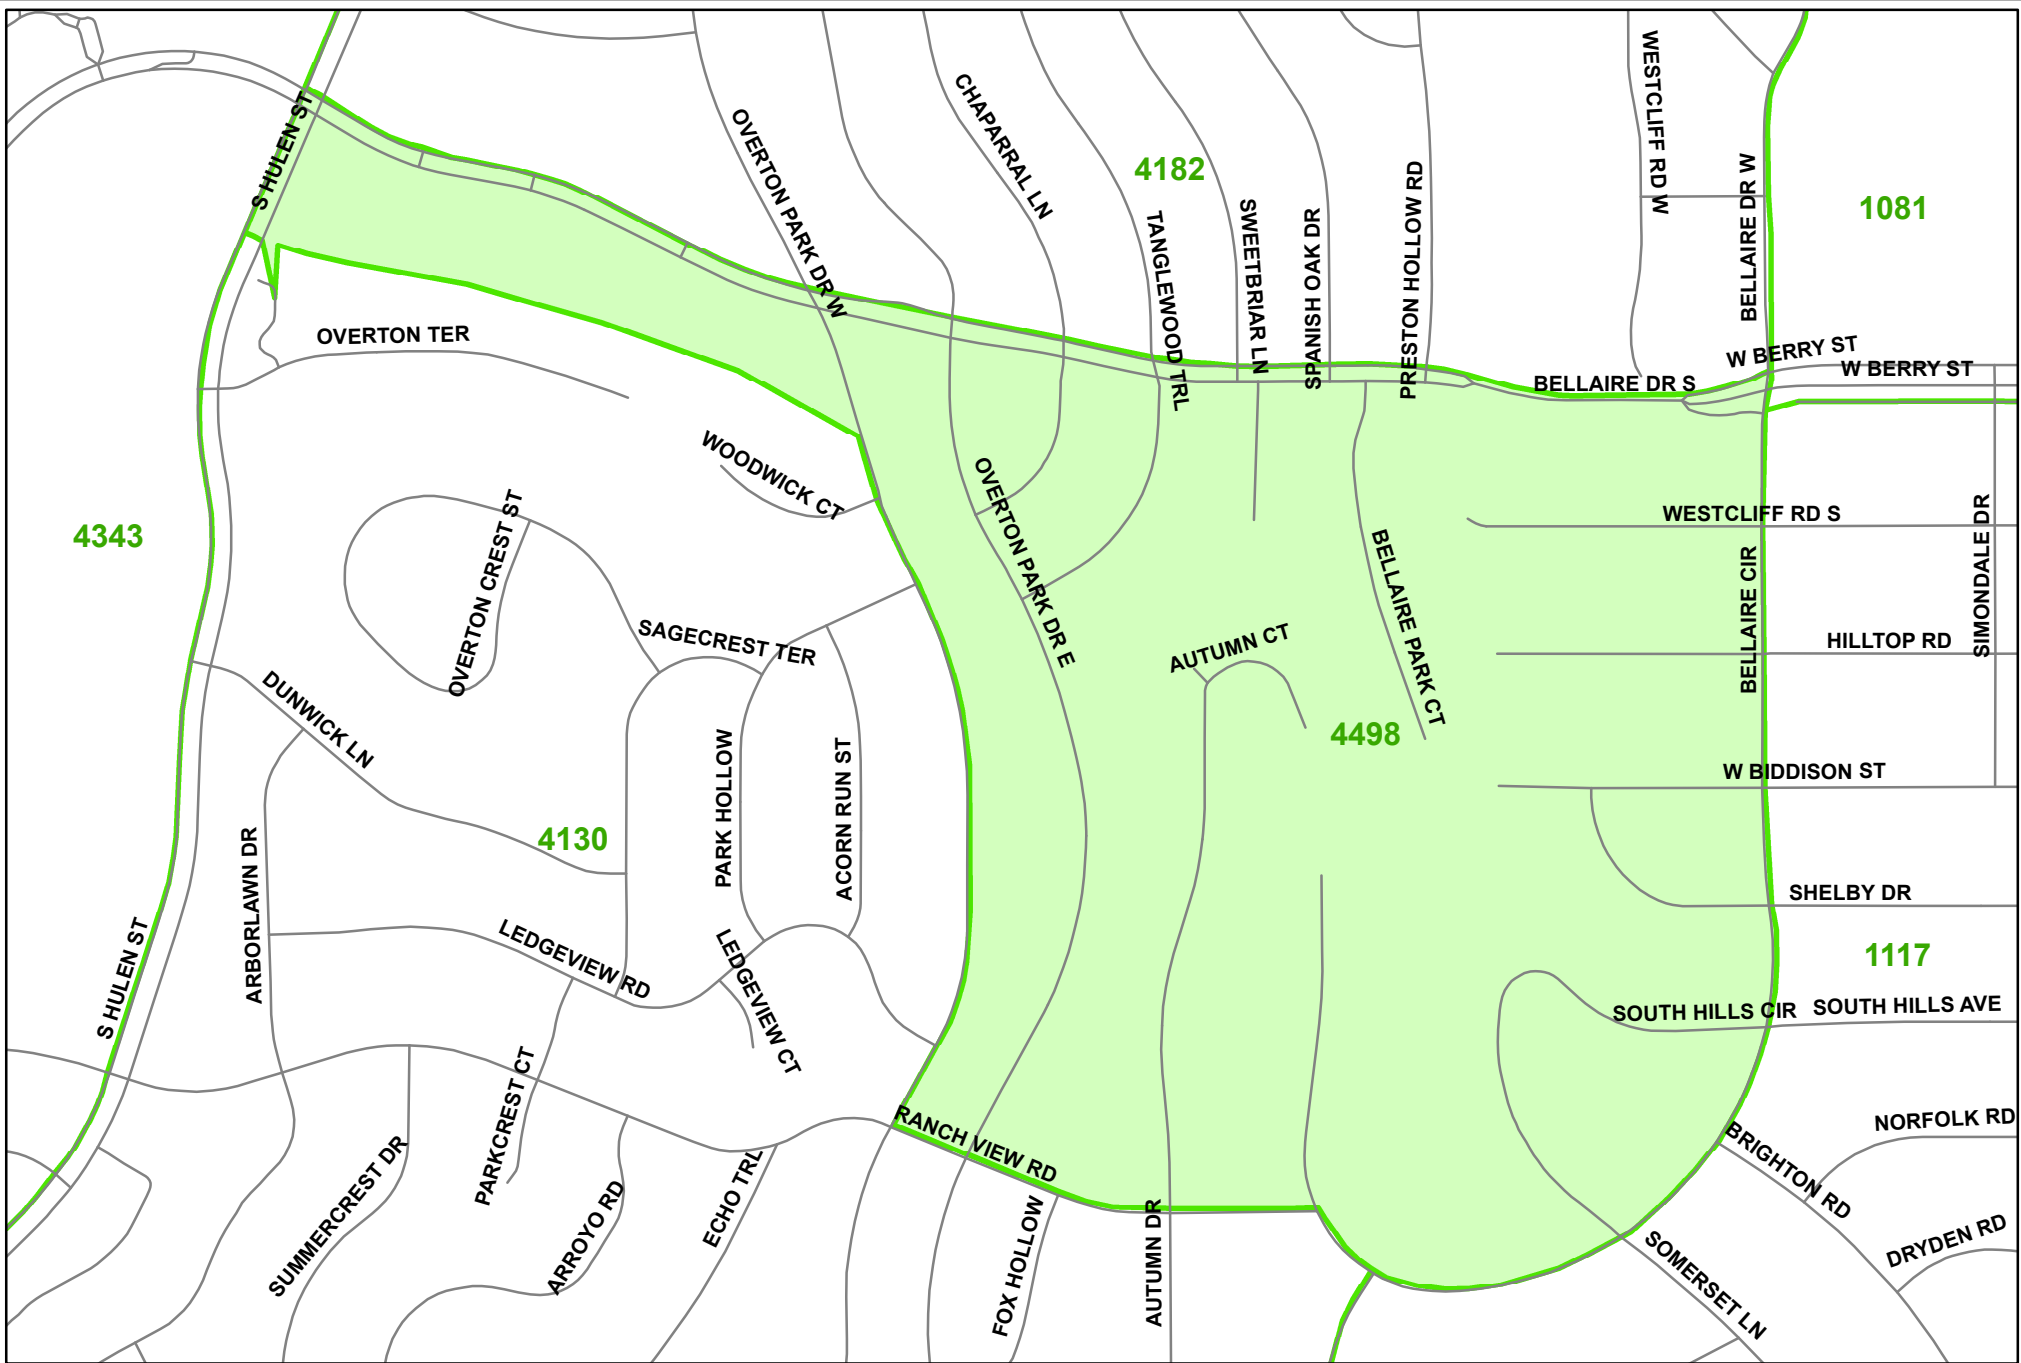 S HULEN ST
OVERTON PARK DR W
CHAPARRAL LN
4182
TANGLEWOOD TRL
SWEETBRIAR LN
SPANISH OAK DR
PRESTON HOLLOW RD
WESTCLIFF RD W
BELLAIRE DR W
1081
OVERTON TER
BELLAIRE DR S
W BERRY ST
W BERRY ST
WOODWICK CT
4343
OVERTON CREST ST
OVERTON PARK DR E
BELLAIRE PARK CT
WESTCLIFF RD S
BELLAIRE CIR
SIMONDALE DR
SAGECREST TER
AUTUMN CT
HILLTOP RD
DUNWICK LN
4498
W BIDDISON ST
PARK HOLLOW
ACORN RUN ST
4130
ARBORLAWN DR
SHELBY DR
S HULEN ST
LEDGEVIEW RD
LEDGEVIEW CT
1117
SOUTH HILLS CIR
SOUTH HILLS AVE
PARKCREST CT
RANCH VIEW RD
NORFOLK RD
BRIGHTON RD
SUMMERCREST DR
ARROYO RD
ECHO TRL
FOX HOLLOW
AUTUMN DR
SOMERSET LN
DRYDEN RD